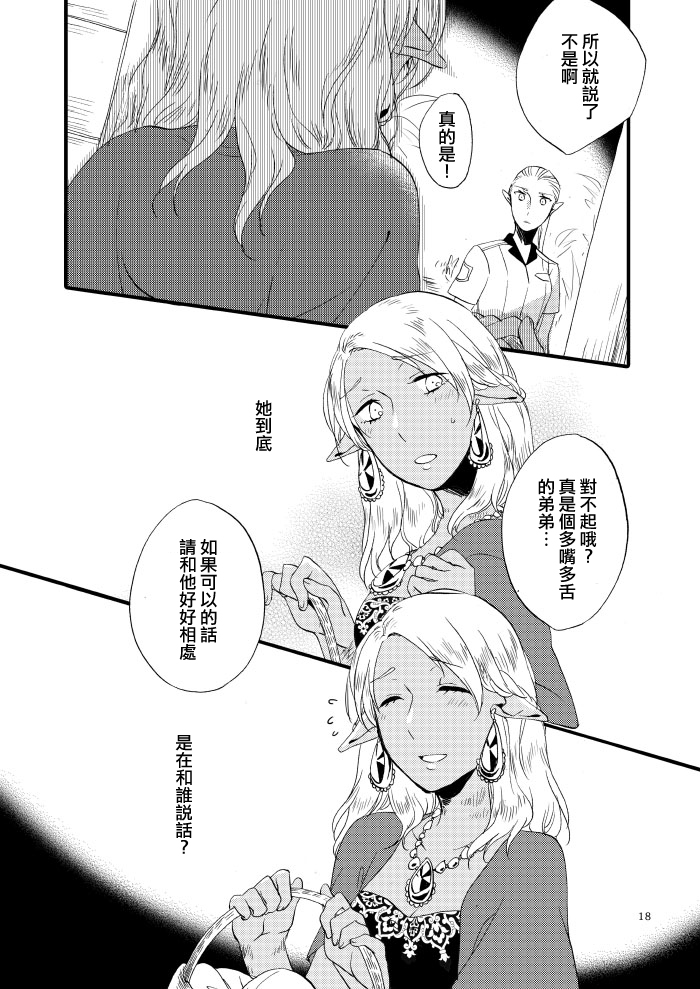 所以就説了
不是啊
真的是！
她到底
對不起哦？
真是個多嘴多舌
的弟弟…
如果可以的話
請和他好好相處
是在和誰説話？
18